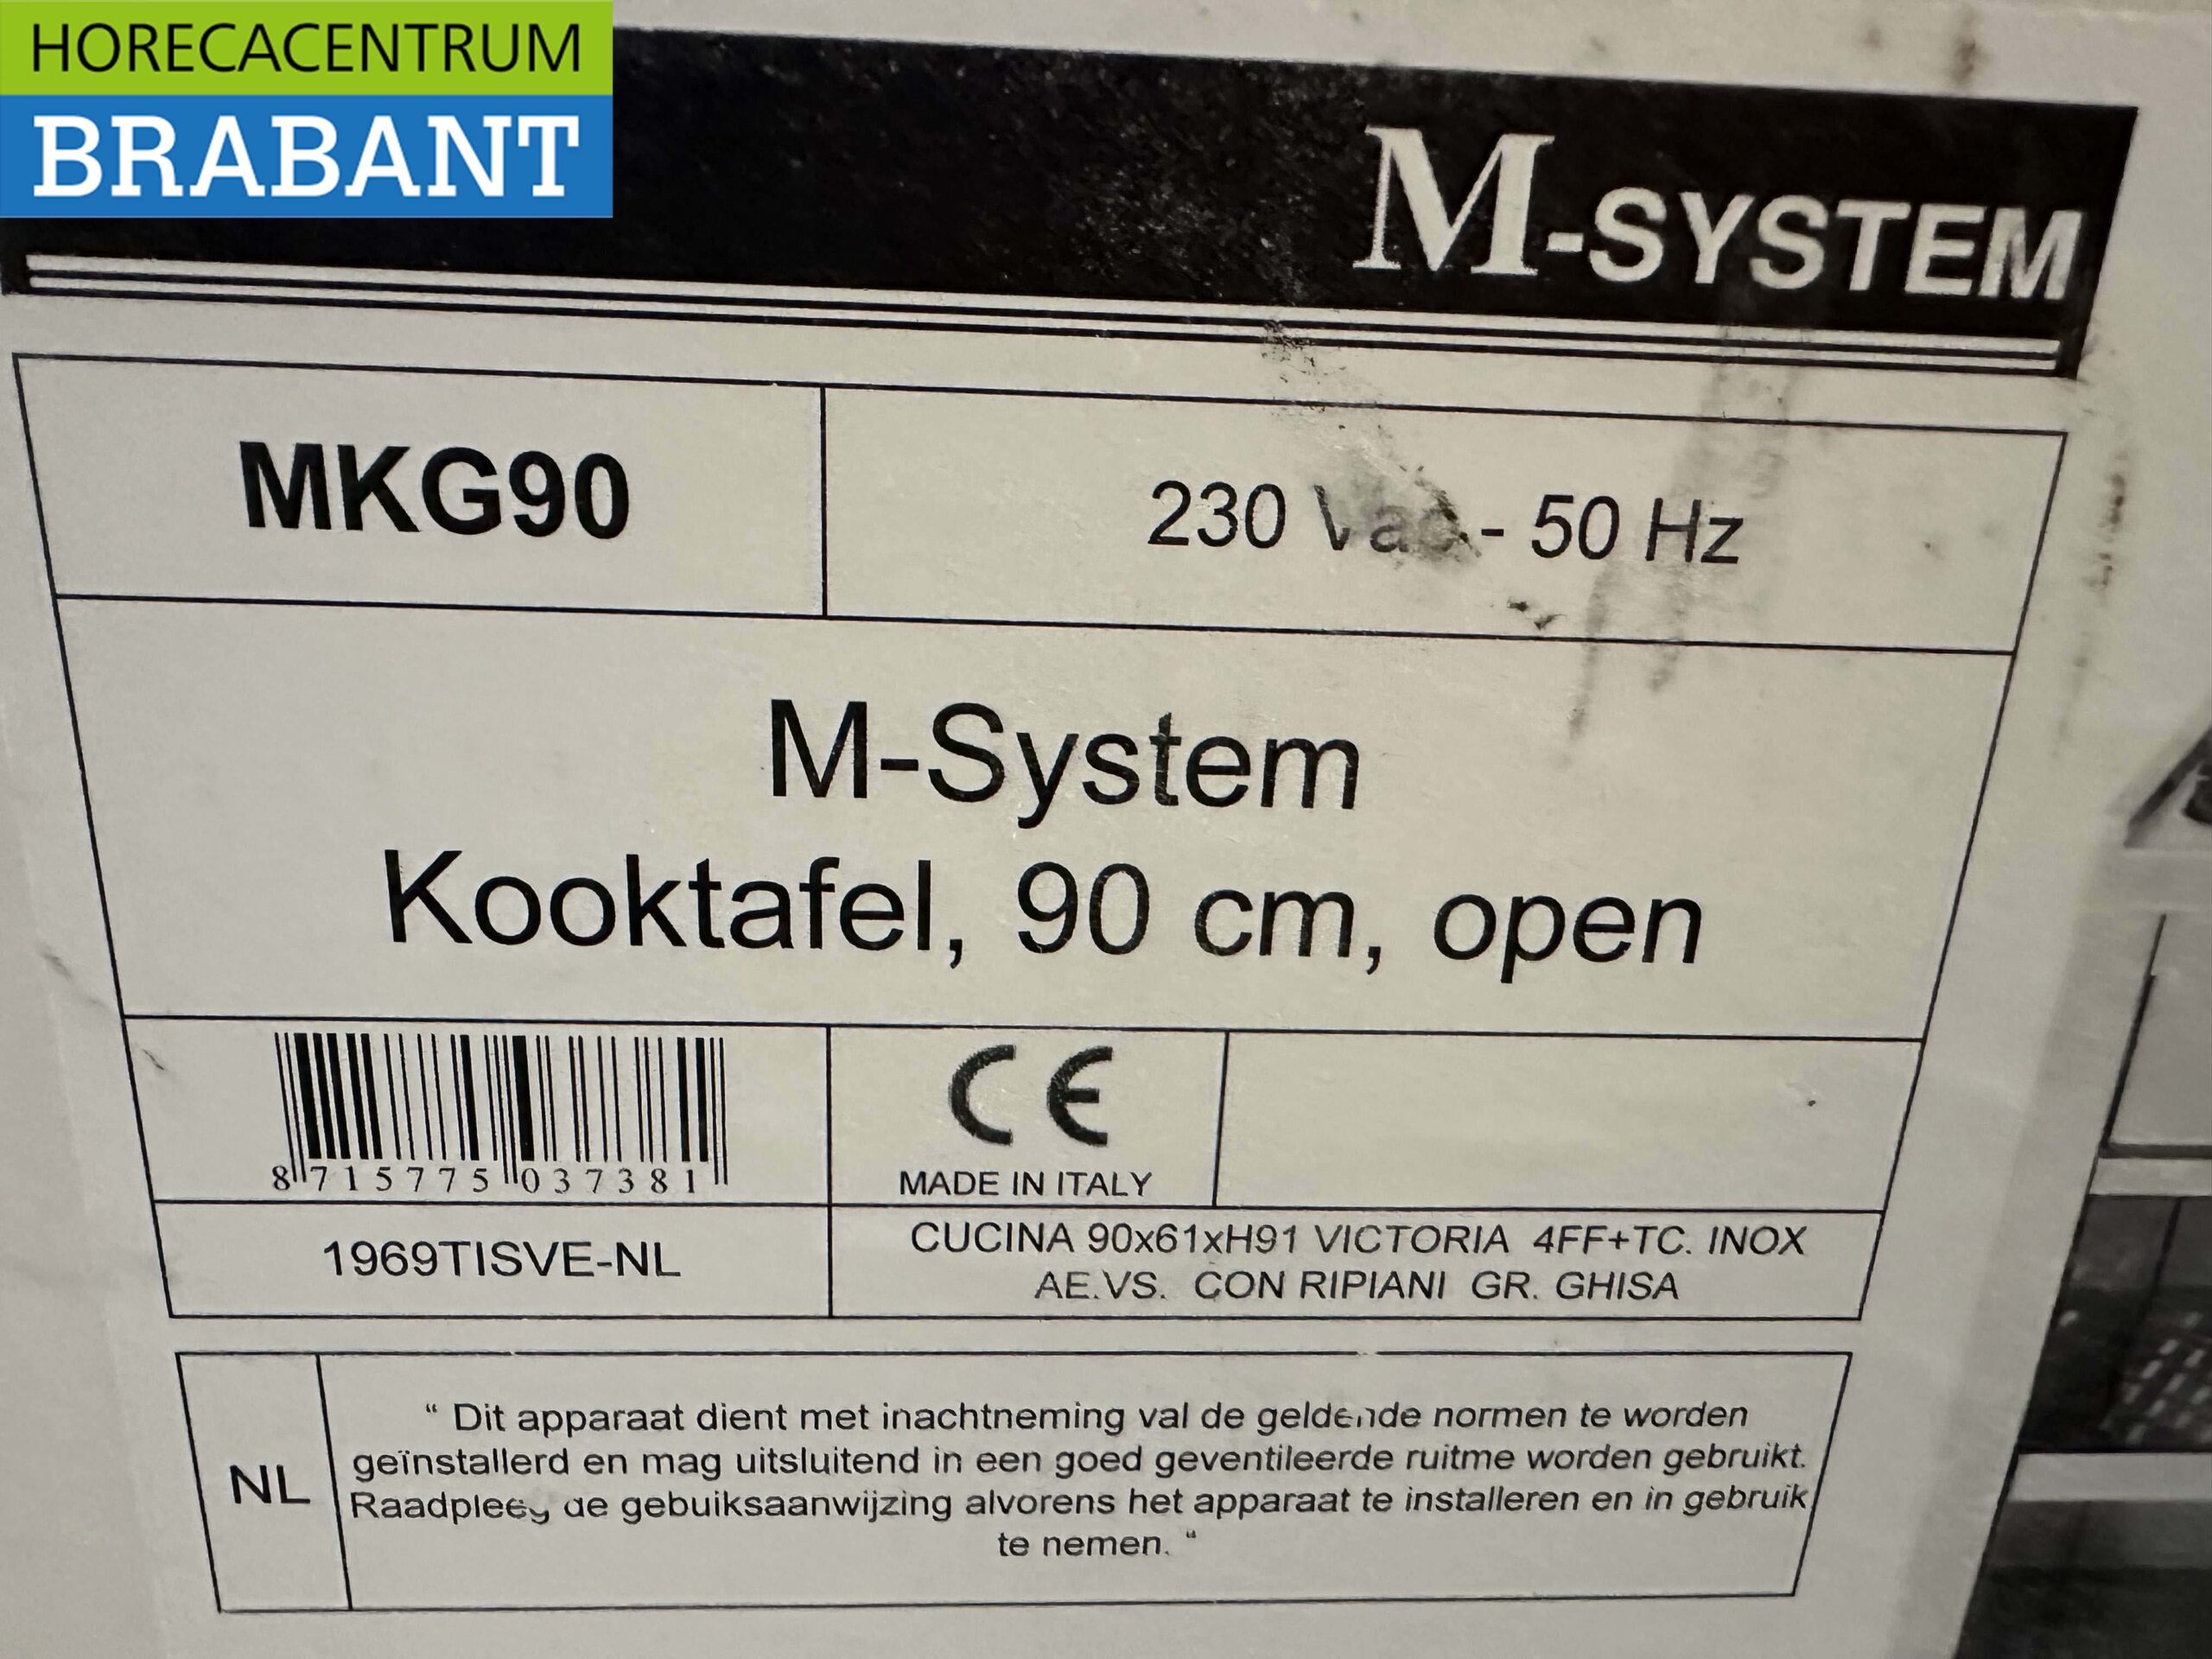 HORECACENTRUM
BRABANT
M-SYSTEM
MKG90
230 Vac - 50 Hz
M-System
Kooktafel, 90 cm, open
8 715775 037381
CE
MADE IN ITALY
1969TISVE-NL
CUCINA 90x61xH91 VICTORIA 4FF+TC. INOX
AE.VS. CON RIPIANI GR. GHISA
NL
“ Dit apparaat dient met inachtneming val de geldende normen te worden
geïnstallerd en mag uitsluitend in een goed geventileerde ruitme worden gebruikt.
Raadpleeg de gebuiksaanwijzing alvorens het apparaat te installeren en in gebruik
te nemen. “